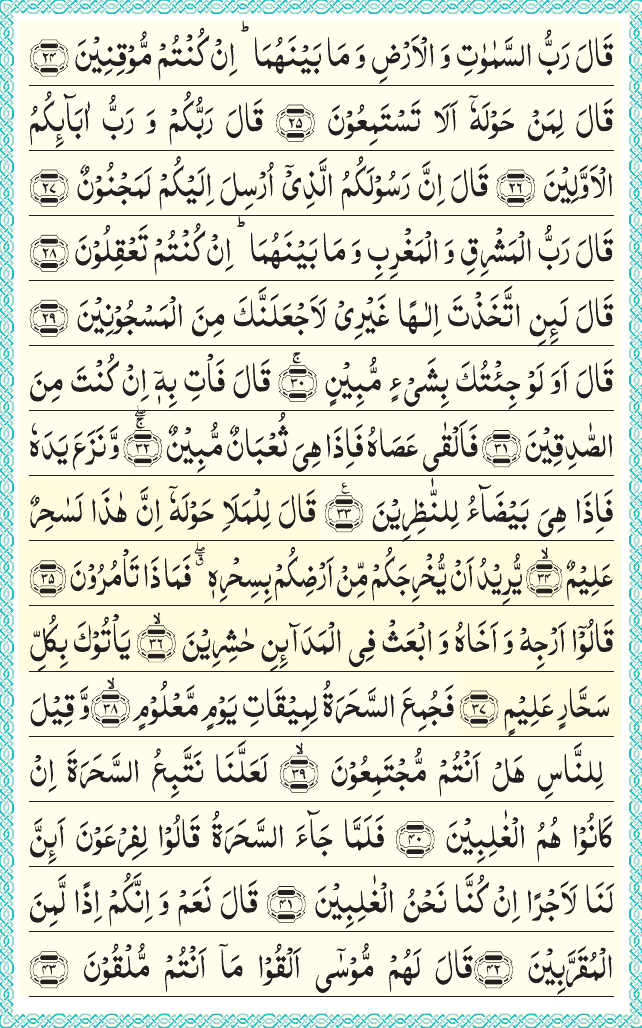 قَالَ رَبُّ السَّمٰوٰتِ وَ الْاَرْضِ وَ مَا بَیْنَهُمَا ؕ اِنْ كُنْتُمْ مُّوْقِنِیْنَ ﴿۲۴﴾
قَالَ لِمَنْ حَوْلَهٗۤ اَلَا تَسْتَمِعُوْنَ ﴿۲۵﴾ قَالَ رَبُّكُمْ وَ رَبُّ اٰبَآىِٕكُمُ
الْاَوَّلِیْنَ ﴿۲۶﴾ قَالَ اِنَّ رَسُوْلَكُمُ الَّذِیْۤ اُرْسِلَ اِلَیْكُمْ لَمَجْنُوْنٌ ﴿۲۷﴾
قَالَ رَبُّ الْمَشْرِقِ وَ الْمَغْرِبِ وَ مَا بَیْنَهُمَا ؕ اِنْ كُنْتُمْ تَعْقِلُوْنَ ﴿۲۸﴾
قَالَ لَىِٕنِ اتَّخَذْتَ اِلٰـهًا غَیْرِیْ لَاَجْعَلَنَّكَ مِنَ الْمَسْجُوْنِیْنَ ﴿۲۹﴾
قَالَ اَوَ لَوْ جِئْتُكَ بِشَیْءٍ مُّبِیْنٍ ﴿ۚ۳۰﴾ قَالَ فَاْتِ بِهٖۤ اِنْ كُنْتَ مِنَ
الصّٰدِقِیْنَ ﴿۳۱﴾ فَاَلْقٰی عَصَاهُ فَاِذَا هِیَ ثُعْبَانٌ مُّبِیْنٌ ﴿ۚۖ۳۲﴾ وَّ نَزَعَ یَدَهٗ
فَاِذَا هِیَ بَیْضَآءُ لِلنّٰظِرِیْنَ ﴿۳۳﴾ قَالَ لِلْمَلَاِ حَوْلَهٗۤ اِنَّ هٰذَا لَسٰحِرٌ
عَلِیْمٌ ﴿ۙ۳۴﴾ یُّرِیْدُ اَنْ یُّخْرِجَكُمْ مِّنْ اَرْضِكُمْ بِسِحْرِهٖ ۖۗ فَمَا ذَا تَاْمُرُوْنَ ﴿۳۵﴾
قَالُوْۤا اَرْجِهْ وَ اَخَاهُ وَ ابْعَثْ فِی الْمَدَآىِٕنِ حٰشِرِیْنَ ﴿ۙ۳۶﴾ یَاْتُوْكَ بِكُلِّ
سَحَّارٍ عَلِیْمٍ ﴿۳۷﴾ فَجُمِعَ السَّحَرَةُ لِمِیْقَاتِ یَوْمٍ مَّعْلُوْمٍ ﴿ۙ۳۸﴾ وَّ قِیْلَ
لِلنَّاسِ هَلْ اَنْتُمْ مُّجْتَمِعُوْنَ ﴿ۙ۳۹﴾ لَعَلَّنَا نَتَّبِعُ السَّحَرَةَ اِنْ
كَانُوْا هُمُ الْغٰلِبِیْنَ ﴿۴۰﴾ فَلَمَّا جَآءَ السَّحَرَةُ قَالُوْا لِفِرْعَوْنَ اَىِٕنَّ
لَنَا لَاَجْرًا اِنْ كُنَّا نَحْنُ الْغٰلِبِیْنَ ﴿۴۱﴾ قَالَ نَعَمْ وَ اِنَّكُمْ اِذًا لَّمِنَ
الْمُقَرَّبِیْنَ ﴿۴۲﴾ قَالَ لَهُمْ مُّوْسٰۤی اَلْقُوْا مَاۤ اَنْتُمْ مُّلْقُوْنَ ﴿۴۳﴾